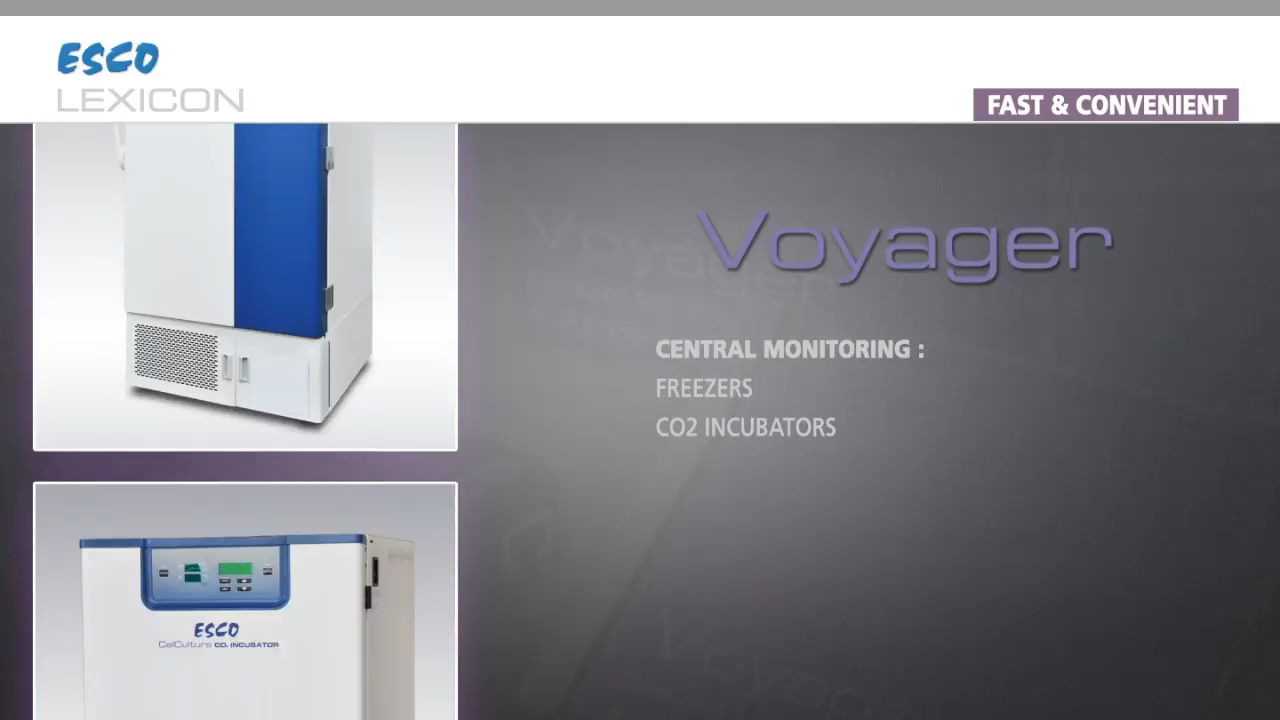 ESCO
LEXICON
FAST & CONVENIENT
Voyager
CENTRAL MONITORING :
FREEZERS
CO2 INCUBATORS
ESCO
CelCulture CO₂ INCUBATOR